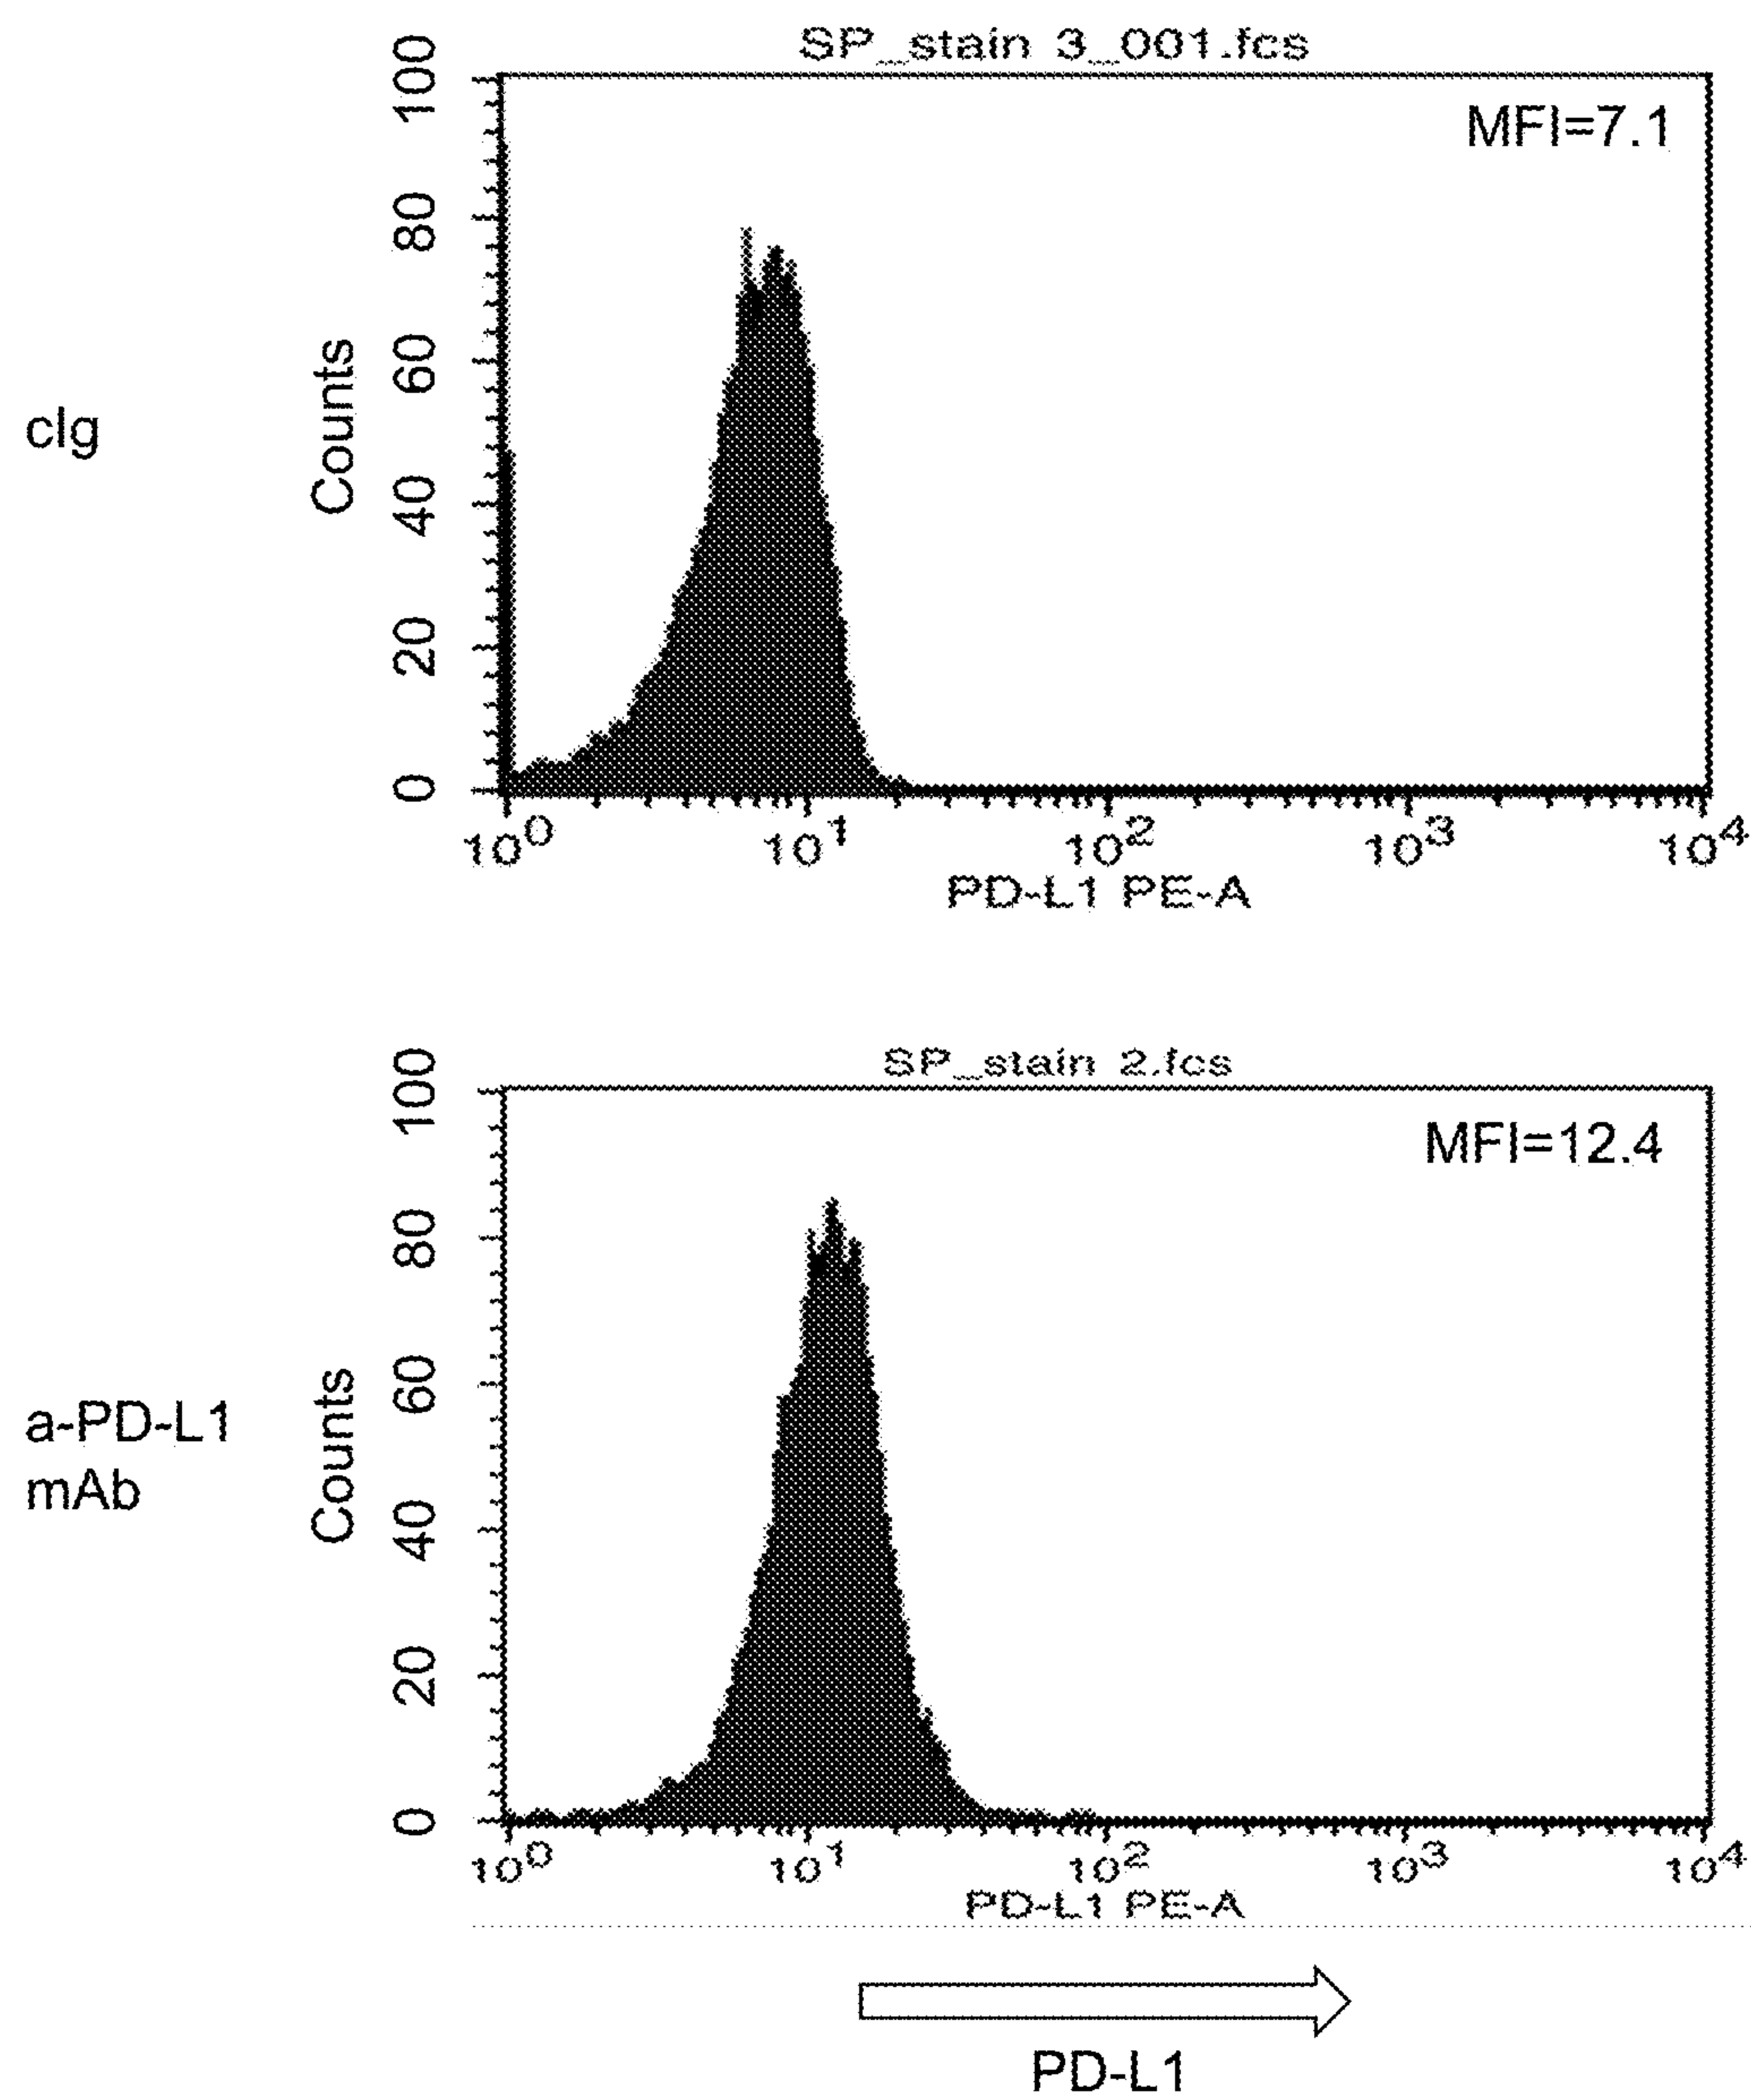 SP_stain 3_001.fcs
MFI=7.1
cIg
Counts
100
80
60
40
20
0
10^0 10^1 10^2 10^3 10^4
PD-L1 PE-A
SP_stain 2.fcs
MFI=12.4
a-PD-L1
mAb
Counts
100
80
60
40
20
0
10^0 10^1 10^2 10^3 10^4
PD-L1 PE-A
PD-L1